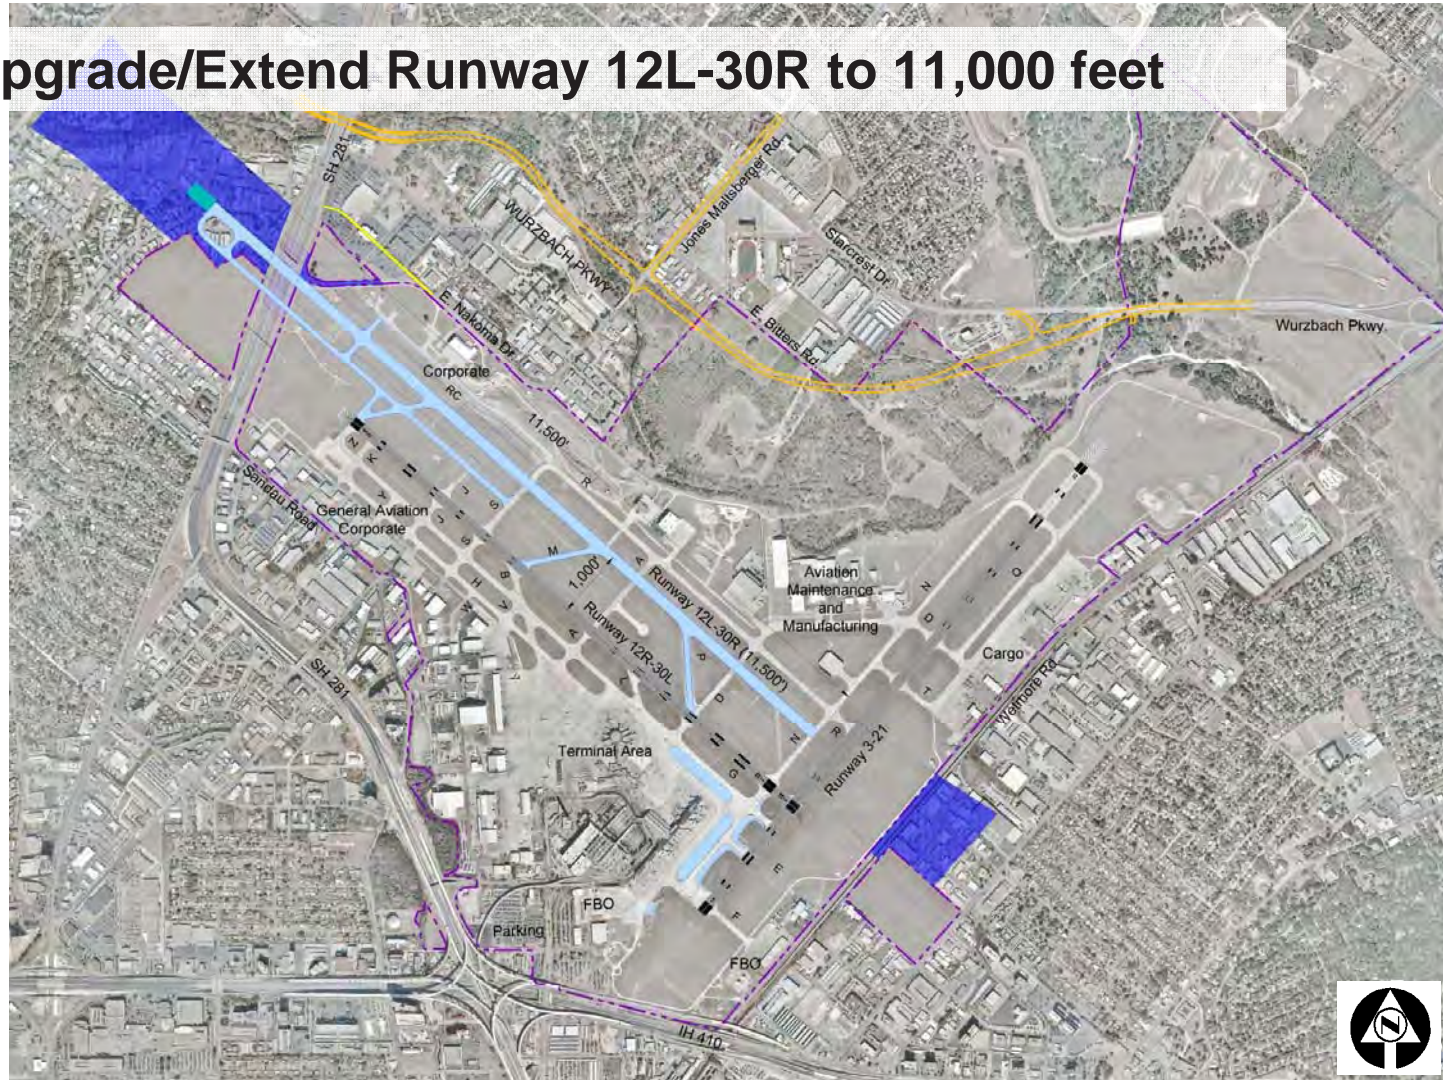 pgrade/Extend Runway 12L-30R to 11,000 feet
SH 281
Jones Maltsberger Rd
WURZBACH PKWY
Starcrest Dr
E. Nakoma Dr
E. Bitters Rd
Wurzbach Pkwy
Corporate
RC
11,500'
Z
K
Y
J
J
S
S
R
Sandau Road
General Aviation
Corporate
M
B
H
W
V
1,000'
A
Runway 12L-30R (11,500')
Aviation
Maintenance
and
Manufacturing
N
Q
D
Runway 12R-30L
A
L
P
D
Cargo
T
SH 281
Wetmore Rd
N
R
Runway 3-21
Terminal Area
G
E
F
FBO
Parking
FBO
IH 410
N